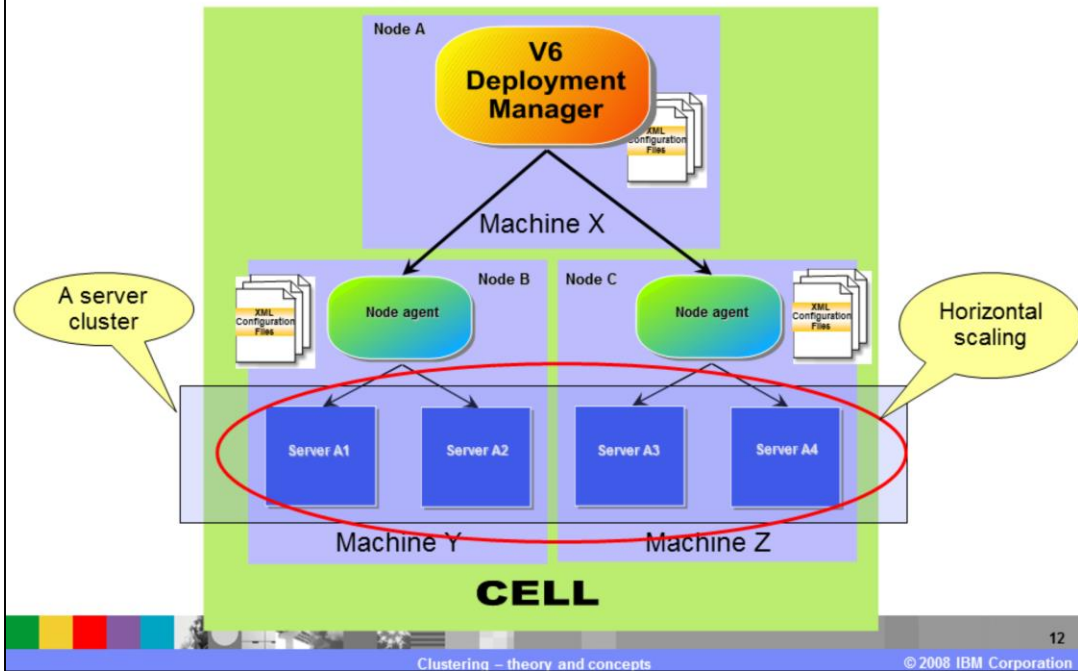 Node A
V6
Deployment
Manager
XML
Configuration
Files
Machine X
A server
cluster
XML
Configuration
Files
Node B
Node agent
Node C
Node agent
XML
Configuration
Files
Horizontal
scaling
Server A1
Server A2
Server A3
Server A4
Machine Y
Machine Z
CELL
12
Clustering – theory and concepts
© 2008 IBM Corporation